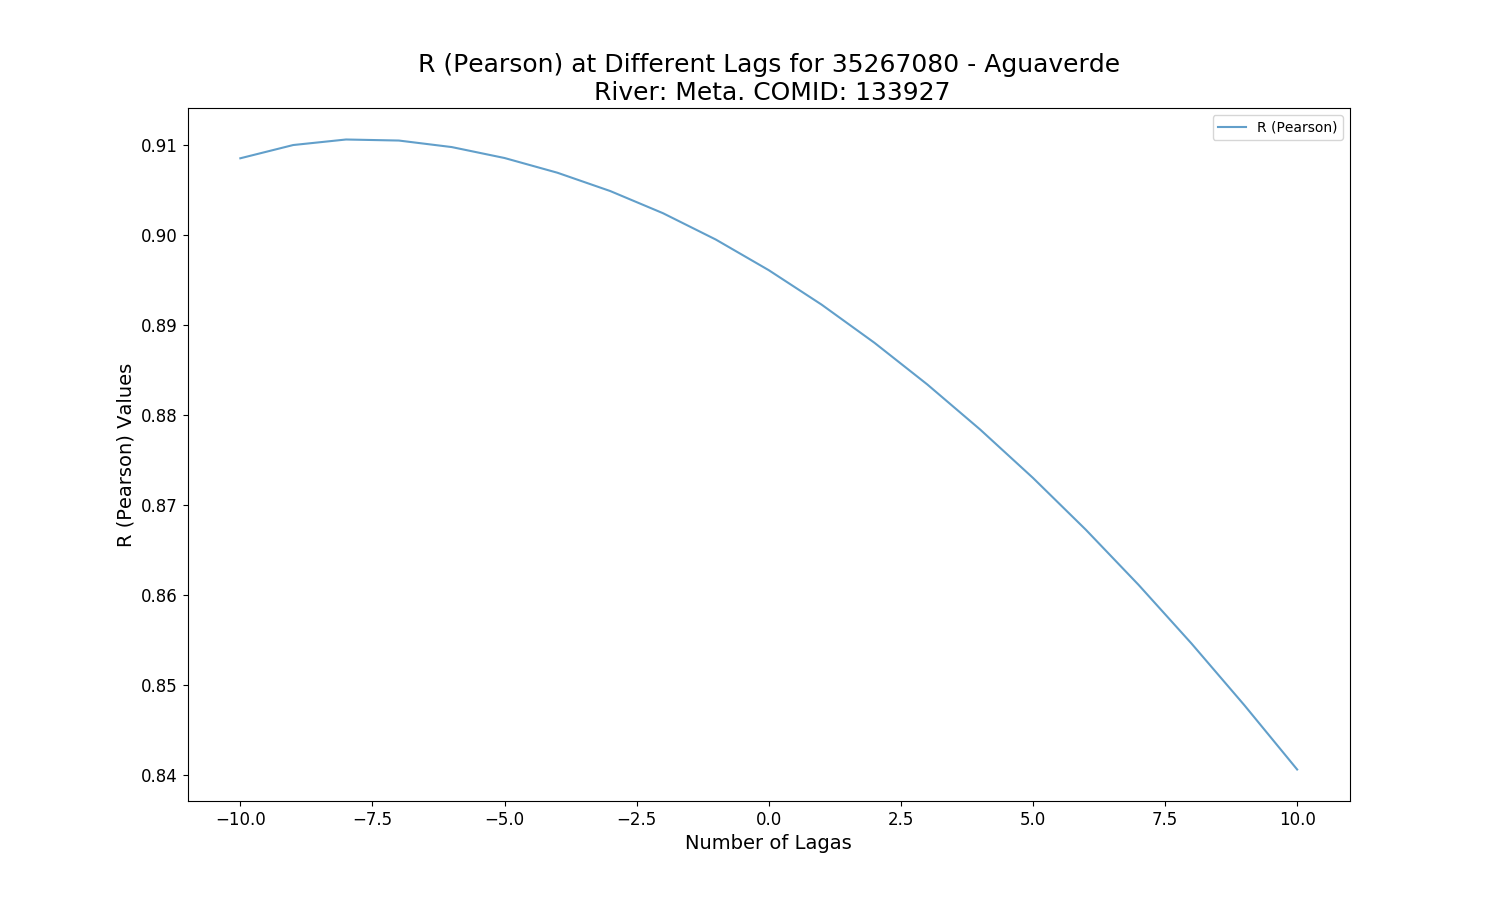 R (Pearson) at Different Lags for 35267080 - Aguaverde
River: Meta. COMID: 133927
R (Pearson)
0.91
0.90
0.89
0.88
0.87
0.86
0.85
0.84
R (Pearson) Values
−10.0 −7.5 −5.0 −2.5 0.0 2.5 5.0 7.5 10.0
Number of Lagas